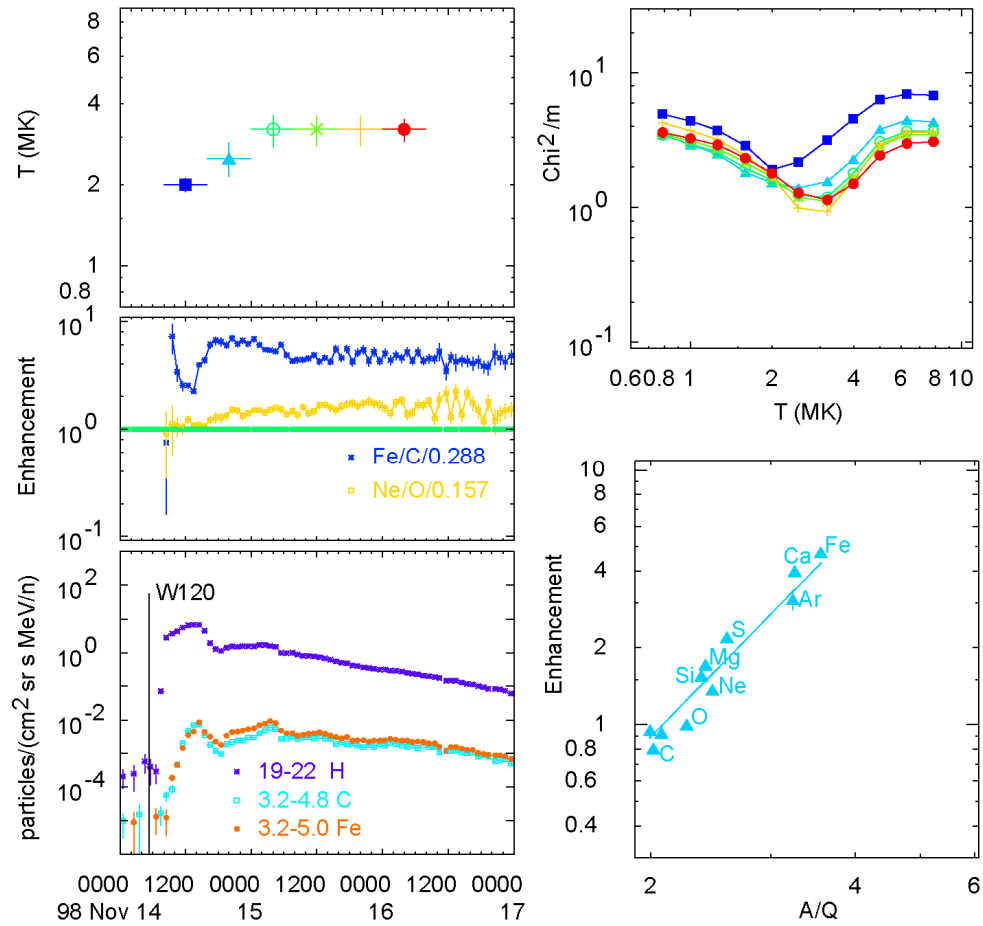 T (MK)
8
6
4
2
1
0.8
Enhancement
10^1
10^0
10^-1
Fe/C/0.288
Ne/O/0.157
particles/(cm2 sr s MeV/n)
10^2
10^0
10^-2
10^-4
W120
19-22 H
3.2-4.8 C
3.2-5.0 Fe
0000 1200 0000 1200 0000 1200 0000
98 Nov 14 15 16 17
Chi^2/m
10^1
10^0
10^-1
0.6 0.8 1 2 4 6 8 10
T (MK)
Enhancement
10
8
6
4
2
1
0.8
0.6
0.4
Ca Fe
Ar
S
Mg
Si
Ne
O
C
2 4 6
A/Q